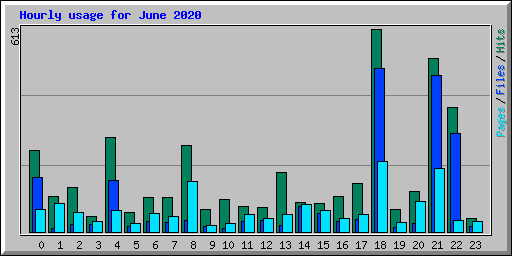 Hourly usage for June 2020
613
Pages/Files/Hits
0 1 2 3 4 5 6 7 8 9 10 11 12 13 14 15 16 17 18 19 20 21 22 23